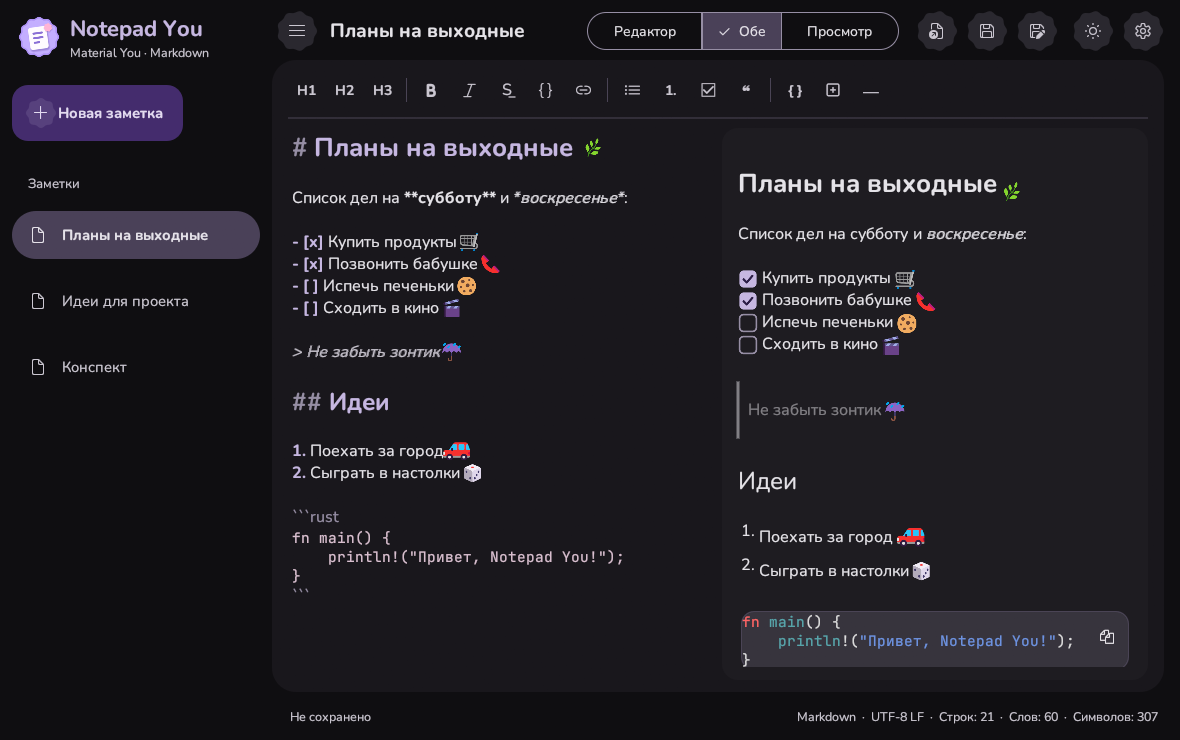 Notepad You
Material You · Markdown
Новая заметка
Заметки
Планы на выходные
Идеи для проекта
Конспект
Планы на выходные
Редактор
✓ Обе
Просмотр
H1 H2 H3 B I S { } 1. ❝ { } —
# Планы на выходные 🌿
Список дел на **субботу** и *воскресенье*:
- [x] Купить продукты 🛒
- [x] Позвонить бабушке 📞
- [ ] Испечь печеньки 🍪
- [ ] Сходить в кино 🎬
> Не забыть зонтик ☂️
## Идеи
1. Поехать за город 🚗
2. Сыграть в настолки 🎲
```rust
fn main() {
    println!("Привет, Notepad You!");
}
```
Планы на выходные 🌿
Список дел на субботу и воскресенье:
Купить продукты 🛒
Позвонить бабушке 📞
Испечь печеньки 🍪
Сходить в кино 🎬
Не забыть зонтик ☂️
Идеи
1. Поехать за город 🚗
2. Сыграть в настолки 🎲
fn main() {
    println!("Привет, Notepad You!");
}
Не сохранено
Markdown · UTF-8 LF · Строк: 21 · Слов: 60 · Символов: 307